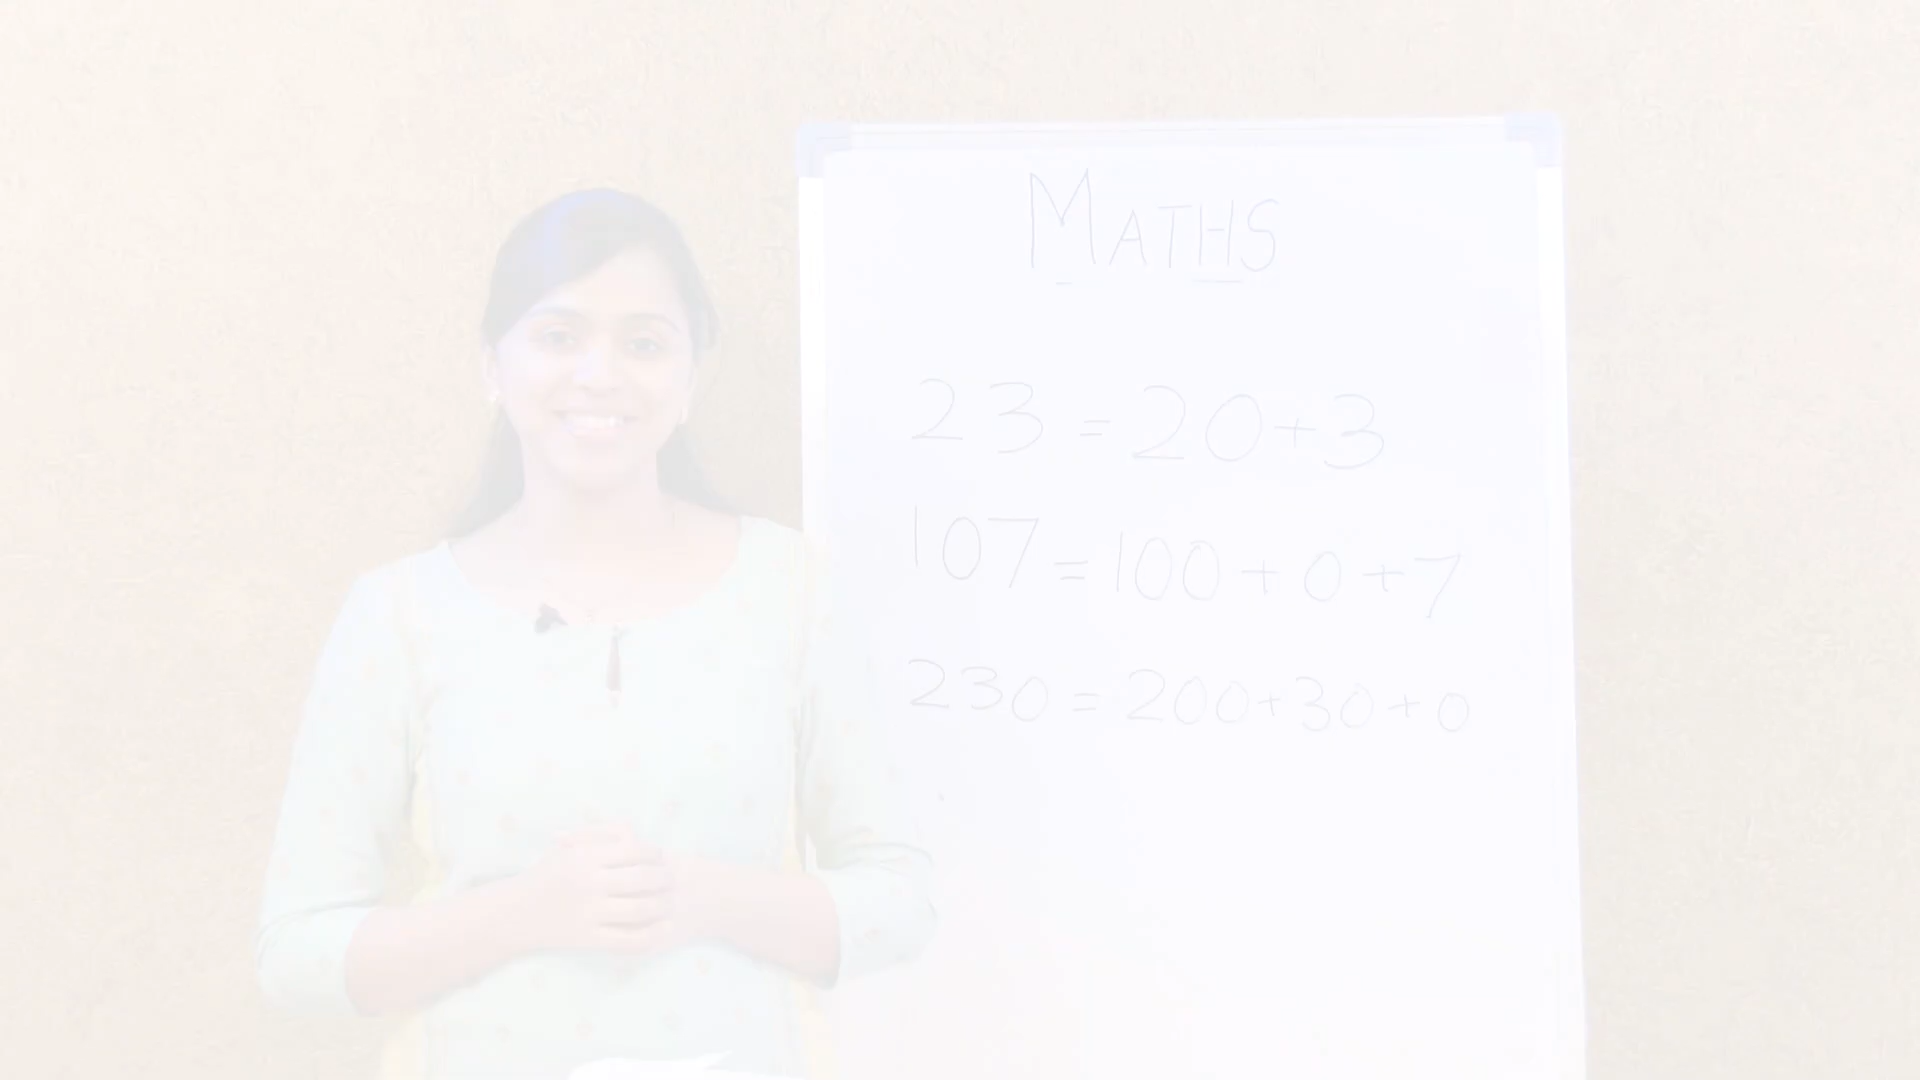 MATHS
23 = 20 + 3
107 = 100 + 0 + 7
230 = 200 + 30 + 0